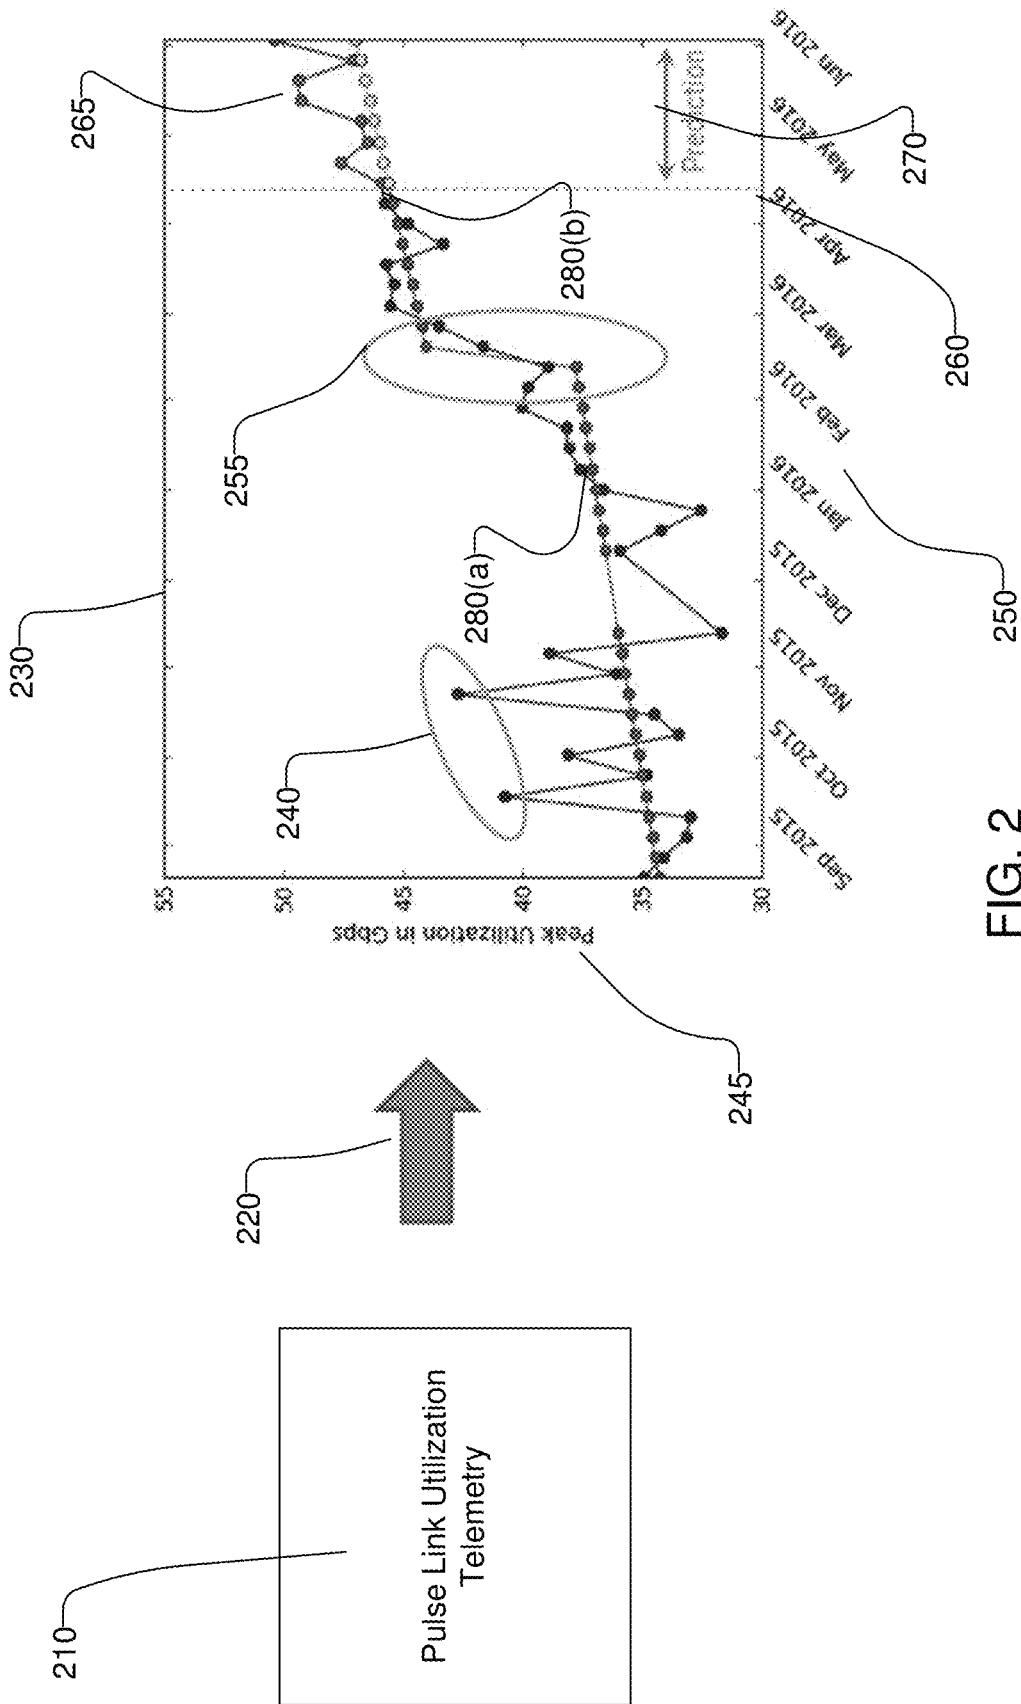 210
Pulse Link Utilization
Telemetry
220
230
240
255
265
280(a)
280(b)
55
50
45
40
35
30
Peak Utilization in Gbps
Prediction
Sep 2015
Oct 2015
Nov 2015
Dec 2015
Jan 2016
Feb 2016
Mar 2016
Apr 2016
May 2016
Jan 2016
245
250
260
270
FIG. 2